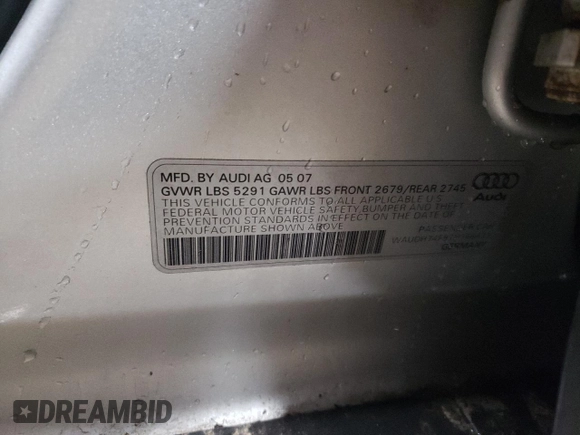 MFD. BY AUDI AG 05 07
GVWR LBS 5291 GAWR LBS FRONT 2679/REAR 2745
THIS VEHICLE CONFORMS TO ALL APPLICABLE U.S.
FEDERAL MOTOR VEHICLE SAFETY, BUMPER AND THEFT
PREVENTION STANDARDS IN EFFECT ON THE DATE OF
MANUFACTURE SHOWN ABOVE
Audi
DREAMBID